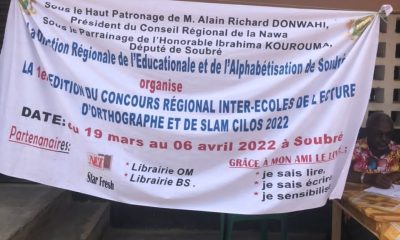 Sous le Haut Patronage de M. Alain Richard DONWAHI,
Président du Conseil Régional de la Nawa
Sous le Parrainage de l'Honorable Ibrahima KOUROUMA,
Député de Soubré
La Direction Régionale de l'Educationale et de l'Alphabétisation de Soubré
organise
LA 1e EDITION DU CONCOURS RÉGIONAL INTER-ECOLES DE LECTURE
D'ORTHOGRAPHE ET DE SLAM CILOS 2022
DATE: du 19 mars au 06 avril 2022 à Soubré
Partenanaires:
Star Fresh
* Librairie OM
* Librairie BS .
GRÂCE À MON AMI LE LIVRE:
* je sais lire,
* je sais écrire
* je sensibilise